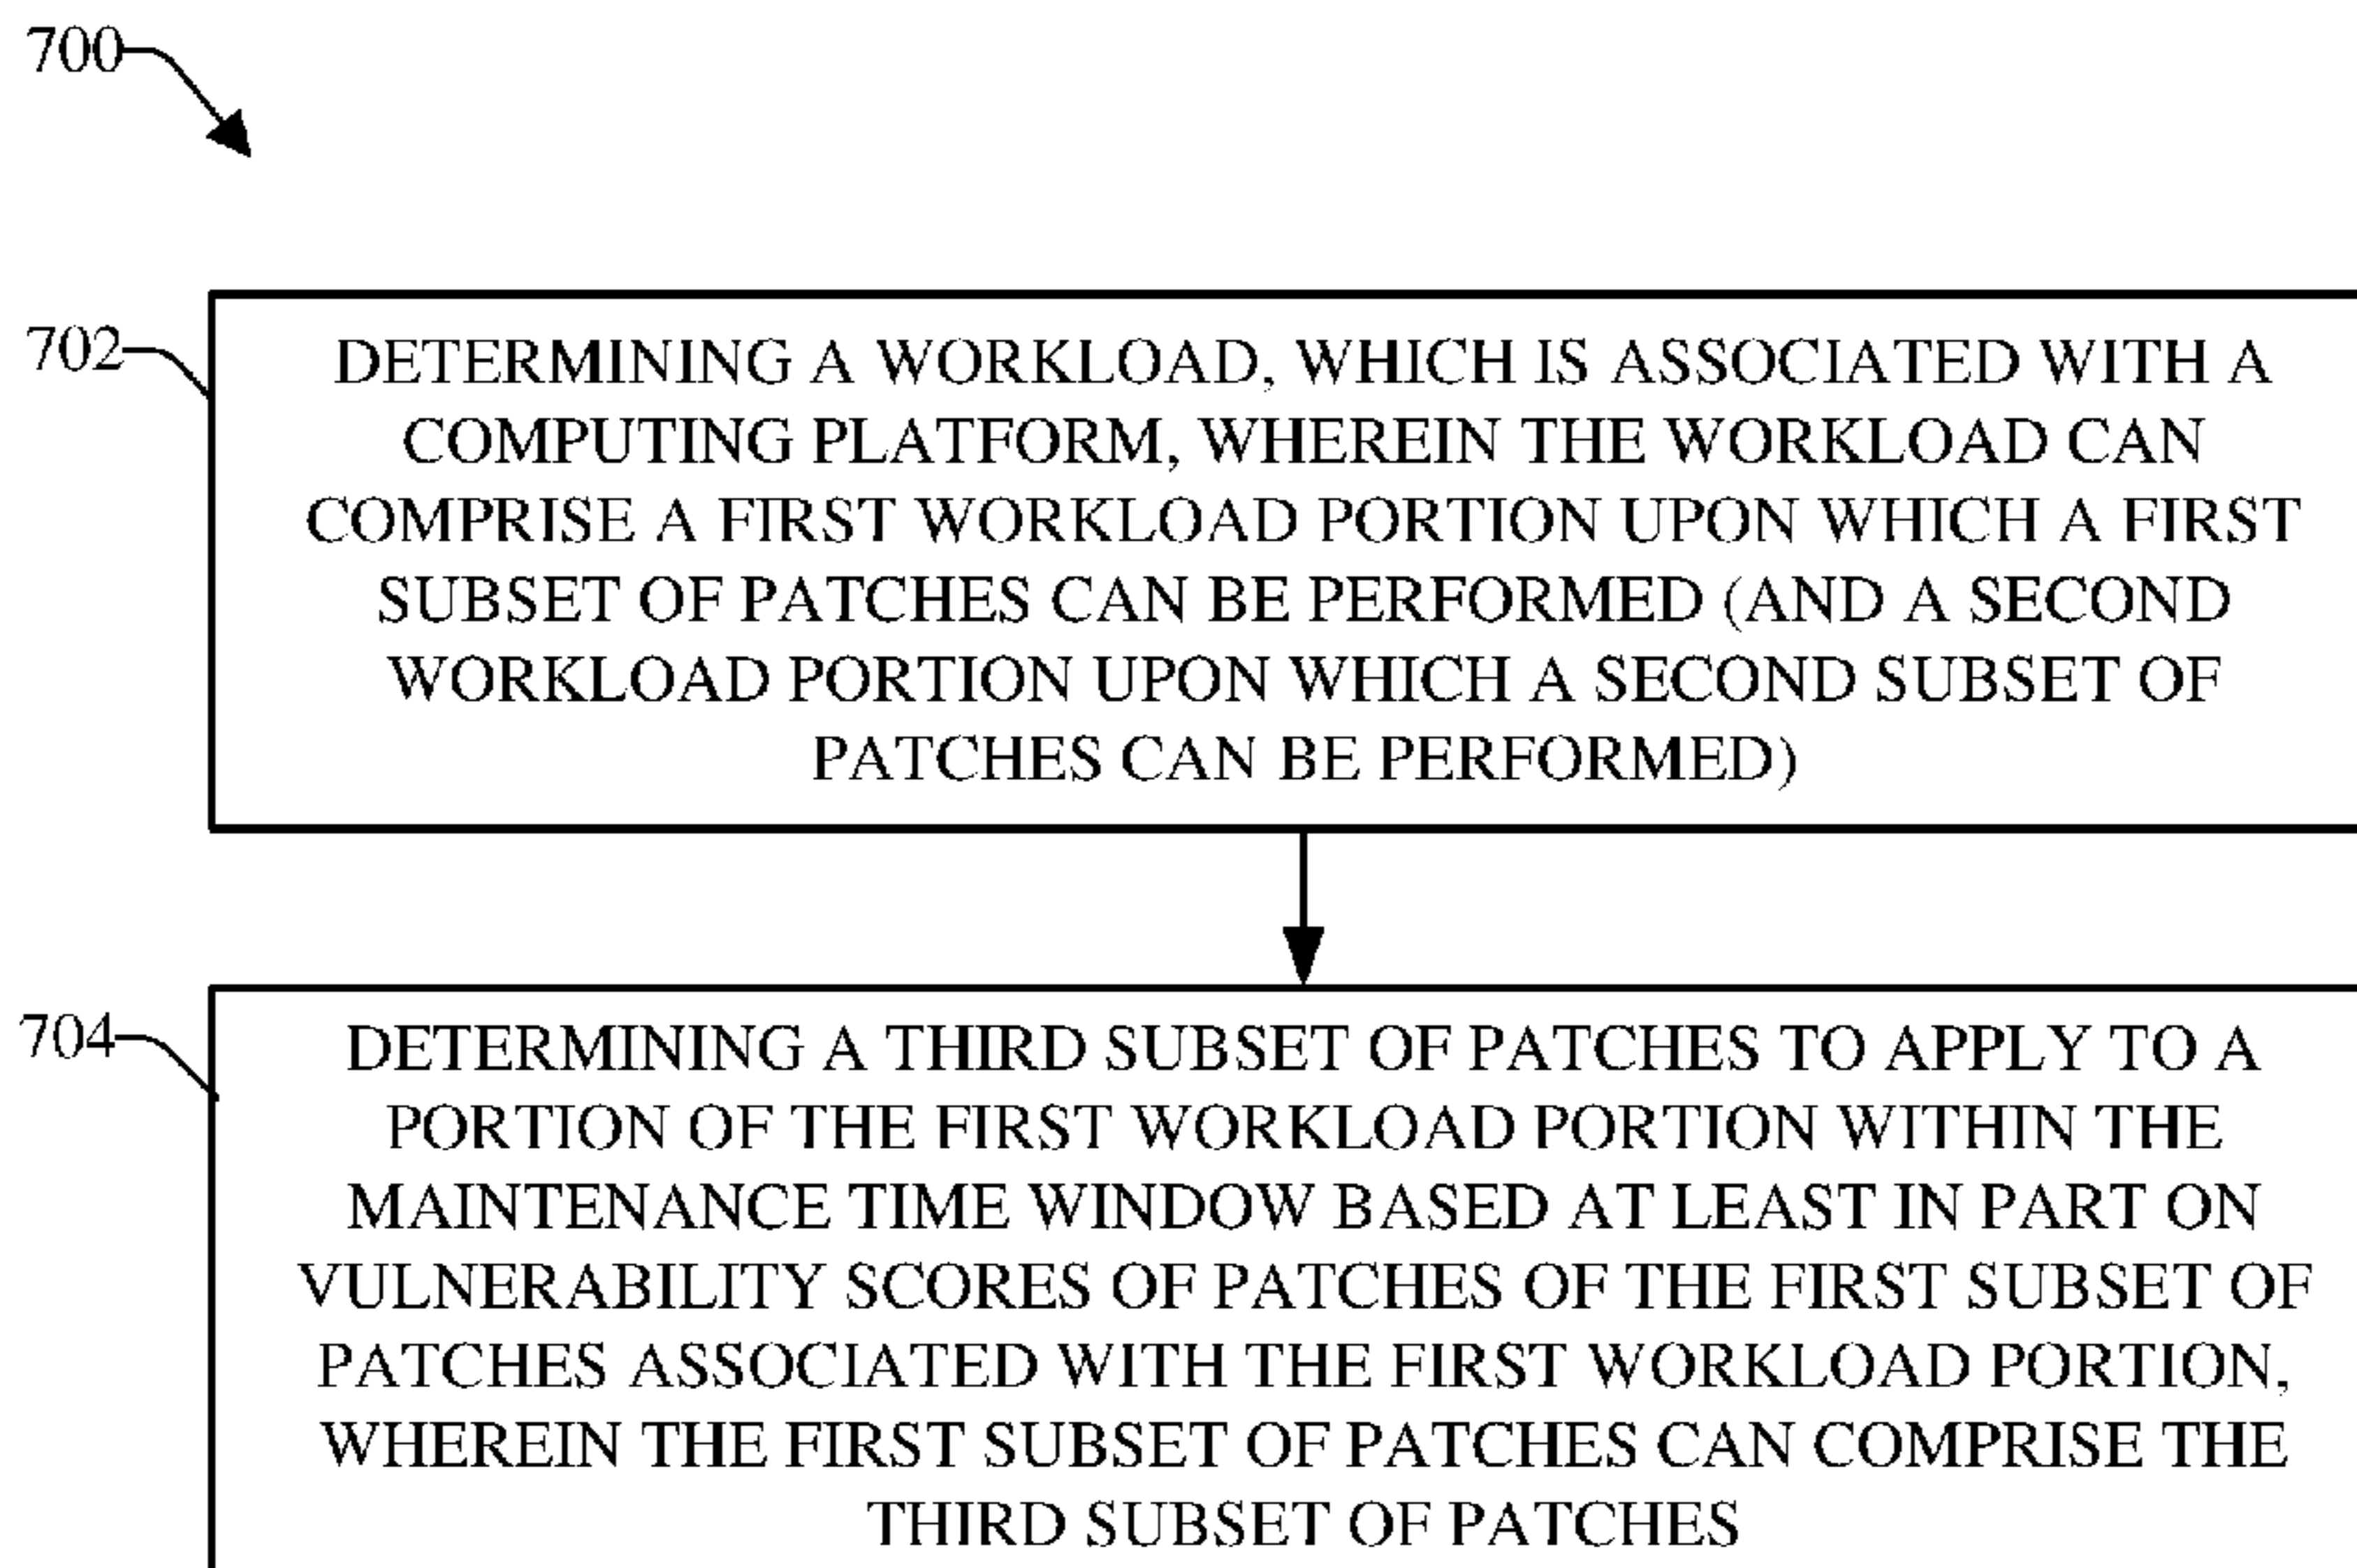 700
702
DETERMINING A WORKLOAD, WHICH IS ASSOCIATED WITH A
COMPUTING PLATFORM, WHEREIN THE WORKLOAD CAN
COMPRISE A FIRST WORKLOAD PORTION UPON WHICH A FIRST
SUBSET OF PATCHES CAN BE PERFORMED (AND A SECOND
WORKLOAD PORTION UPON WHICH A SECOND SUBSET OF
PATCHES CAN BE PERFORMED)
704
DETERMINING A THIRD SUBSET OF PATCHES TO APPLY TO A
PORTION OF THE FIRST WORKLOAD PORTION WITHIN THE
MAINTENANCE TIME WINDOW BASED AT LEAST IN PART ON
VULNERABILITY SCORES OF PATCHES OF THE FIRST SUBSET OF
PATCHES ASSOCIATED WITH THE FIRST WORKLOAD PORTION,
WHEREIN THE FIRST SUBSET OF PATCHES CAN COMPRISE THE
THIRD SUBSET OF PATCHES